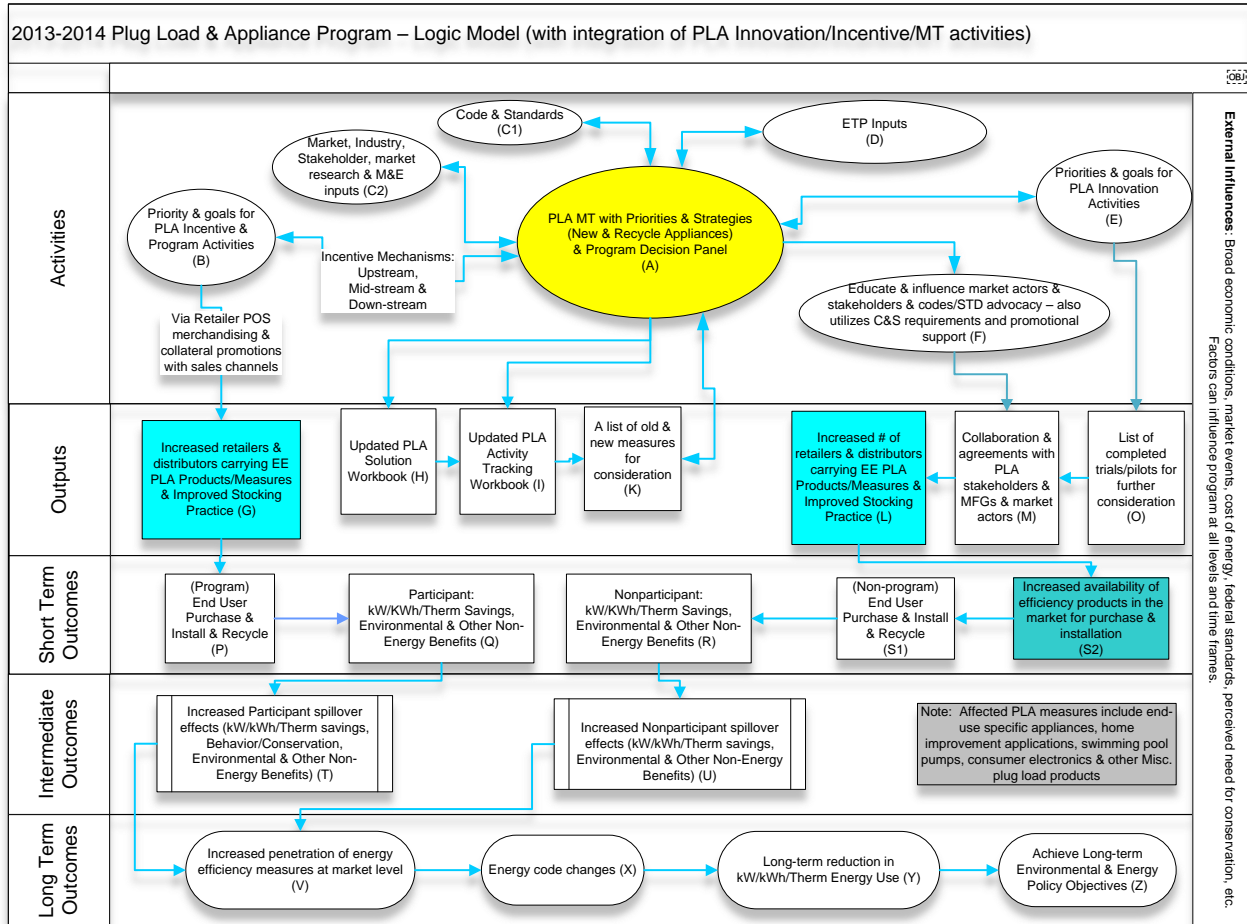 2013-2014 Plug Load & Appliance Program – Logic Model (with integration of PLA Innovation/Incentive/MT activities)
OBJ
Activities
Code & Standards
(C1)
ETP Inputs
(D)
Market, Industry,
Stakeholder, market
research & M&E
inputs (C2)
Priorities & goals for
PLA Innovation
Activities
(E)
Priority & goals for
PLA Incentive &
Program Activities
(B)
PLA MT with Priorities & Strategies
(New & Recycle Appliances)
& Program Decision Panel
(A)
Incentive Mechanisms:
Upstream,
Mid-stream &
Down-stream
Educate & influence market actors &
stakeholders & codes/STD advocacy – also
utilizes C&S requirements and promotional
support (F)
Via Retailer POS
merchandising &
collateral promotions
with sales channels
Outputs
Increased retailers &
distributors carrying EE
PLA Products/Measures
& Improved Stocking
Practice (G)
Updated PLA
Solution
Workbook (H)
Updated PLA
Activity
Tracking
Workbook (I)
A list of old &
new measures
for
consideration
(K)
Increased # of
retailers & distributors
carrying EE PLA
Products/Measures &
Improved Stocking
Practice (L)
Collaboration &
agreements with
PLA
stakeholders &
MFGs & market
actors (M)
List of
completed
trials/pilots for
further
consideration
(O)
Short Term
Outcomes
(Program)
End User
Purchase &
Install & Recycle
(P)
Participant:
kW/KWh/Therm Savings,
Environmental & Other Non-
Energy Benefits (Q)
Nonparticipant:
kW/KWh/Therm Savings,
Environmental & Other Non-
Energy Benefits (R)
(Non-program)
End User
Purchase & Install
& Recycle
(S1)
Increased availability of
efficiency products in the
market for purchase &
installation
(S2)
Intermediate
Outcomes
Increased Participant spillover
effects (kW/kWh/Therm savings,
Behavior/Conservation,
Environmental & Other Non-
Energy Benefits) (T)
Increased Nonparticipant spillover
effects (kW/kWh/Therm savings,
Environmental & Other Non-Energy
Benefits) (U)
Note: Affected PLA measures include end-
use specific appliances, home
improvement applications, swimming pool
pumps, consumer electronics & other Misc.
plug load products
Long Term
Outcomes
Increased penetration of energy
efficiency measures at market level
(V)
Energy code changes (X)
Long-term reduction in
kW/kWh/Therm Energy Use (Y)
Achieve Long-term
Environmental & Energy
Policy Objectives (Z)
External Influences: Broad economic conditions, market events, cost of energy, federal standards, perceived need for conservation, etc.
Factors can influence program at all levels and time frames.